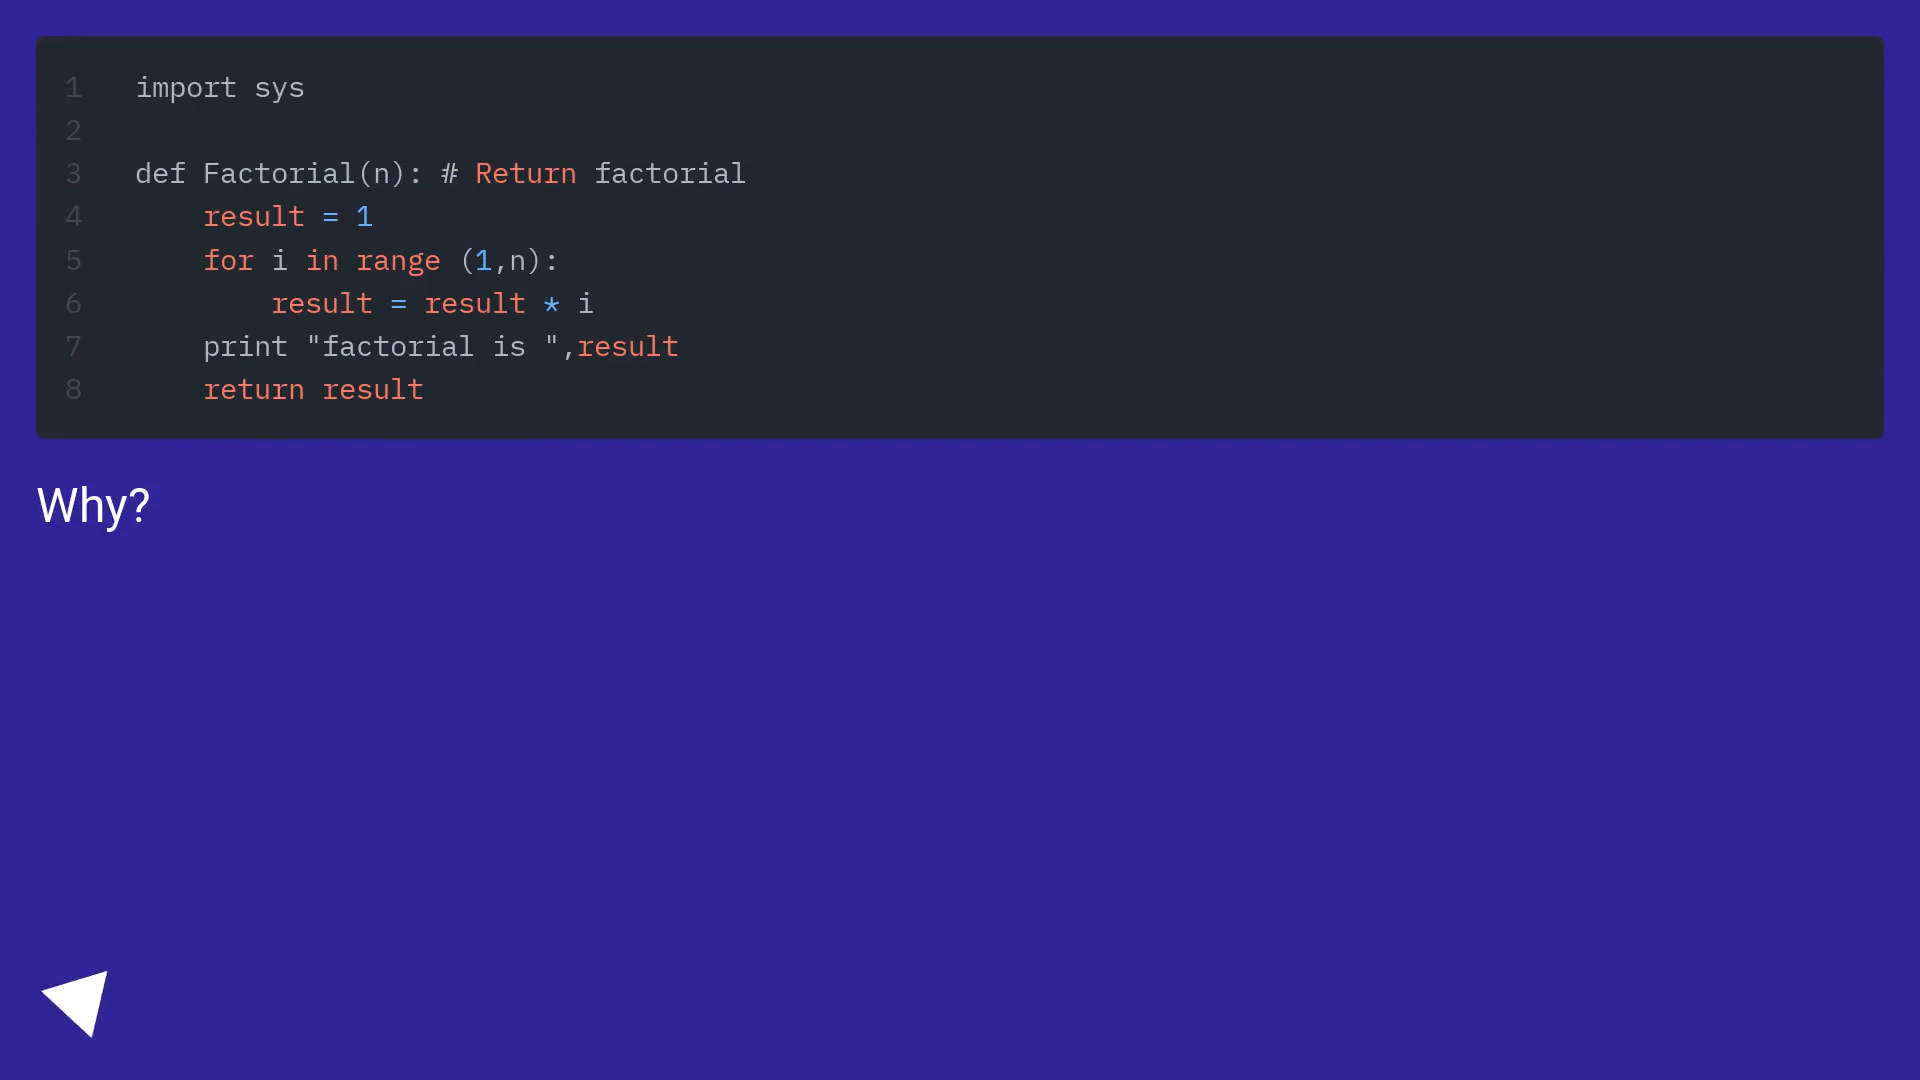 1 import sys
2
3 def Factorial(n): # Return factorial
4     result = 1
5     for i in range (1,n):
6         result = result * i
7     print "factorial is ",result
8     return result
Why?